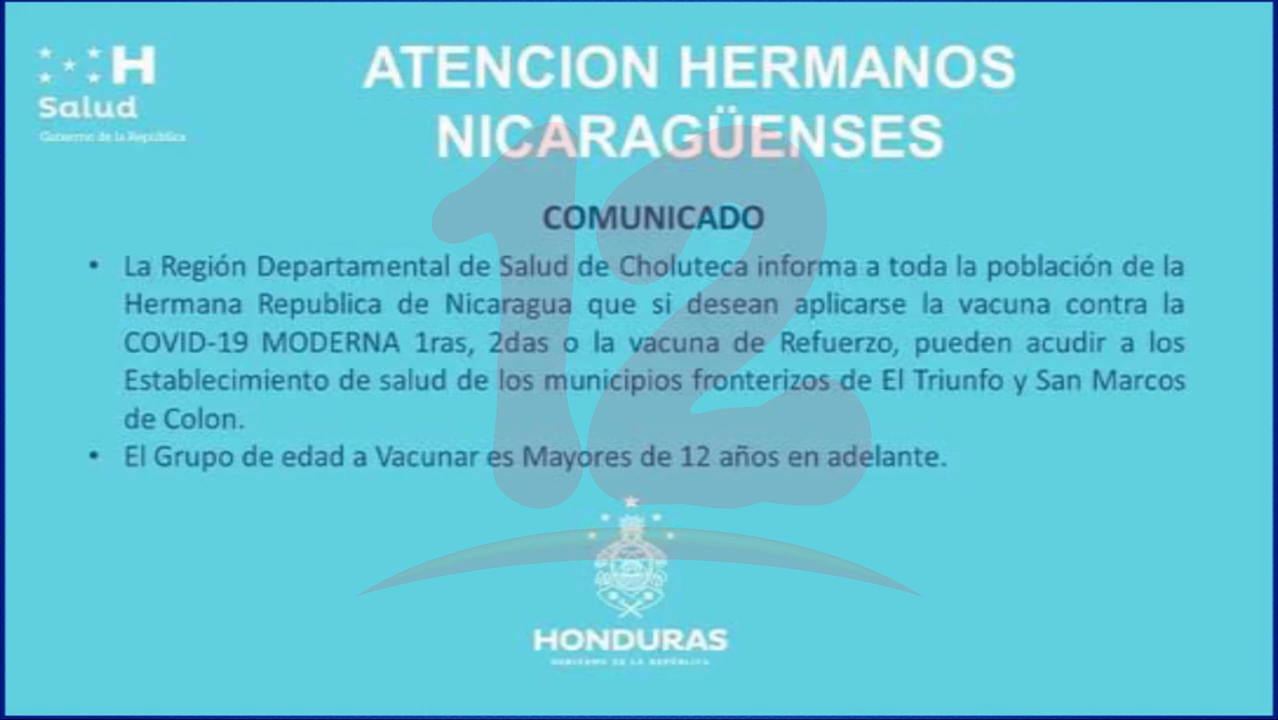 H
Salud
Gobierno de la República
ATENCION HERMANOS
NICARAGÜENSES
COMUNICADO
• La Región Departamental de Salud de Choluteca informa a toda la población de la
Hermana Republica de Nicaragua que si desean aplicarse la vacuna contra la
COVID-19 MODERNA 1ras, 2das o la vacuna de Refuerzo, pueden acudir a los
Establecimiento de salud de los municipios fronterizos de El Triunfo y San Marcos
de Colon.
• El Grupo de edad a Vacunar es Mayores de 12 años en adelante.
12
HONDURAS
GOBIERNO DE LA REPÚBLICA